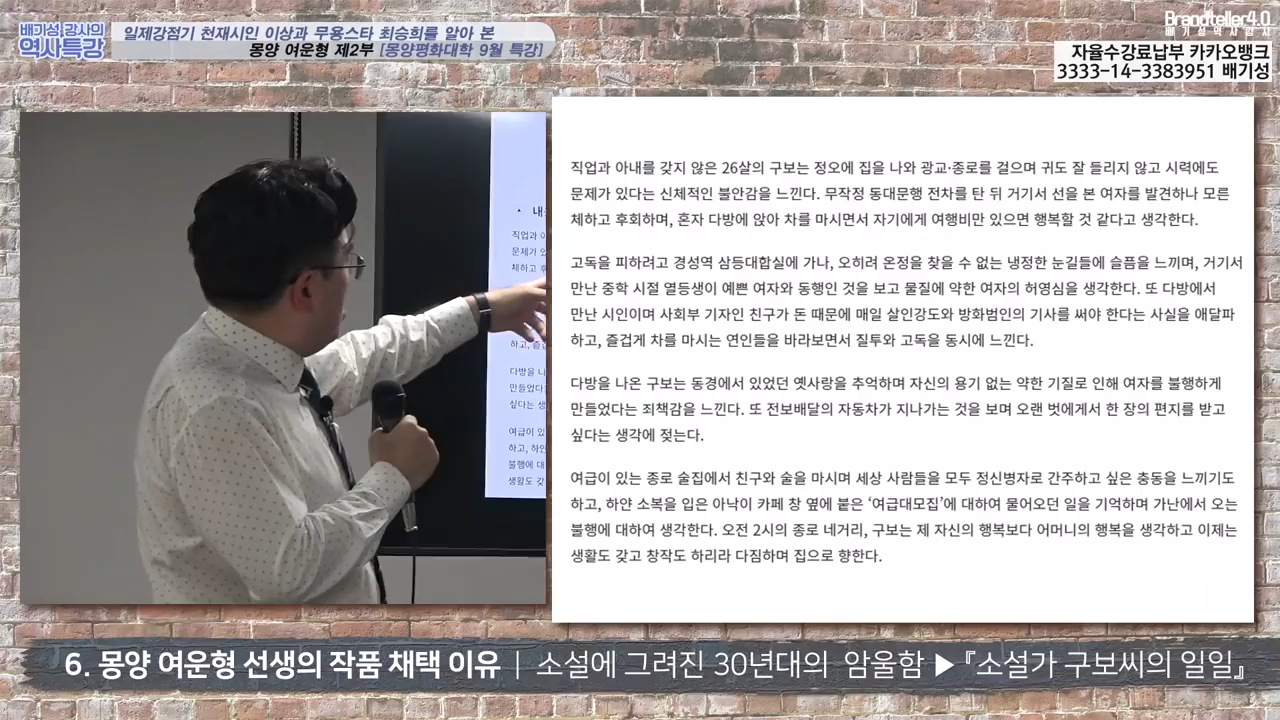 배기성 강사의
역사특강
일제강점기 천재시인 이상과 무용스타 최승희를 알아 본
몽양 여운형 제2부 [몽양평화대학 9월 특강]
Brandteller4.0
배기성역사일사
자율수강료납부 카카오뱅크
3333-14-3383951 배기성
직업과 아내를 갖지 않은 26살의 구보는 정오에 집을 나와 광교·종로를 걸으며 귀도 잘 들리지 않고 시력에도
문제가 있다는 신체적인 불안감을 느낀다. 무작정 동대문행 전차를 탄 뒤 거기서 선을 본 여자를 발견하나 모른
체하고 후회하며, 혼자 다방에 앉아 차를 마시면서 자기에게 여행비만 있으면 행복할 것 같다고 생각한다.
고독을 피하려고 경성역 삼등대합실에 가나, 오히려 온정을 찾을 수 없는 냉정한 눈길들에 슬픔을 느끼며, 거기서
만난 중학 시절 열등생이 예쁜 여자와 동행인 것을 보고 물질에 약한 여자의 허영심을 생각한다. 또 다방에서
만난 시인이며 사회부 기자인 친구가 돈 때문에 매일 살인강도와 방화범인의 기사를 써야 한다는 사실을 애달파
하고, 즐겁게 차를 마시는 연인들을 바라보면서 질투와 고독을 동시에 느낀다.
다방을 나온 구보는 동경에서 있었던 옛사랑을 추억하며 자신의 용기 없는 약한 기질로 인해 여자를 불행하게
만들었다는 죄책감을 느낀다. 또 전보배달의 자동차가 지나가는 것을 보며 오랜 벗에게서 한 장의 편지를 받고
싶다는 생각에 젖는다.
여급이 있는 종로 술집에서 친구와 술을 마시며 세상 사람들을 모두 정신병자로 간주하고 싶은 충동을 느끼기도
하고, 하얀 소복을 입은 아낙이 카페 창 옆에 붙은 ‘여급대모집’에 대하여 물어오던 일을 기억하며 가난에서 오는
불행에 대하여 생각한다. 오전 2시의 종로 네거리, 구보는 제 자신의 행복보다 어머니의 행복을 생각하고 이제는
생활도 갖고 창작도 하리라 다짐하며 집으로 향한다.
6. 몽양 여운형 선생의 작품 채택 이유 | 소설에 그려진 30년대의 암울함 ▶『소설가 구보씨의 일일』